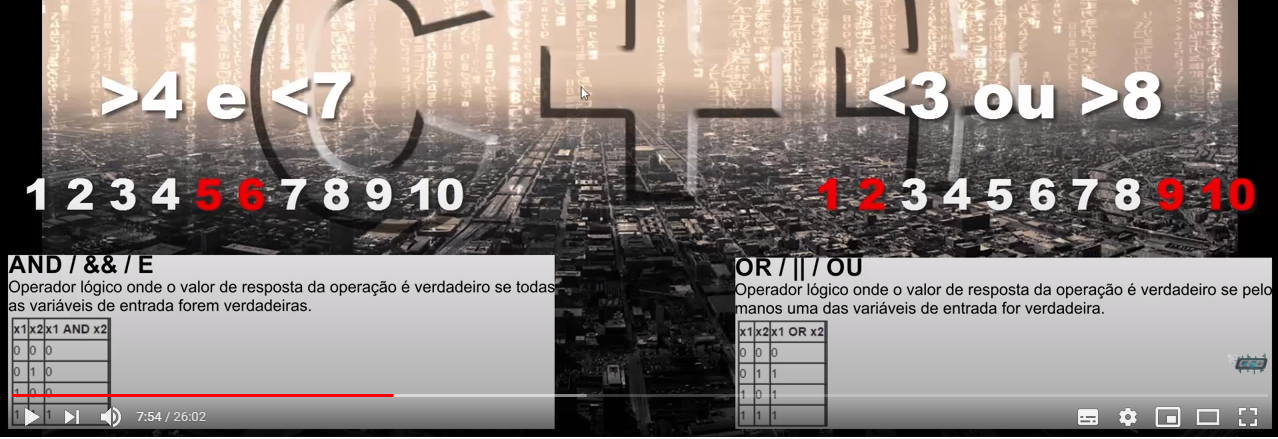 C++
>4 e <7
1 2 3 4 5 6 7 8 9 10
AND / && / E
Operador lógico onde o valor de resposta da operação é verdadeiro se todas
as variáveis de entrada forem verdadeiras.
x1 x2 x1 AND x2
0 0 0
0 1 0
1 0 0
1 1
<3 ou >8
1 2 3 4 5 6 7 8 9 10
OR / || / OU
Operador lógico onde o valor de resposta da operação é verdadeiro se pelo
manos uma das variáveis de entrada for verdadeira.
x1 x2 x1 OR x2
0 0 0
0 1 1
1 0 1
1 1 1
7:54 / 26:02